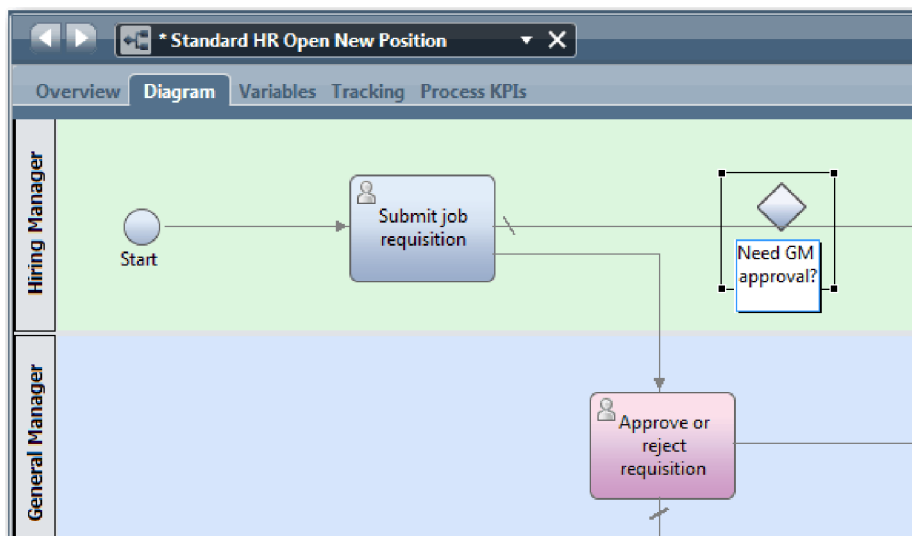 * Standard HR Open New Position
Overview Diagram Variables Tracking Process KPIs
Hiring Manager
Start
Submit job
requisition
Need GM
approval?
General Manager
Approve or
reject
requisition